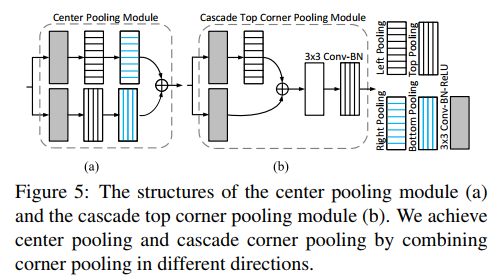 Center Pooling Module
Cascade Top Corner Pooling Module
3x3 Conv-BN
Left Pooling
Top Pooling
Right Pooling
Bottom Pooling
3x3 Conv-BN-ReLU
(a)
(b)
Figure 5: The structures of the center pooling module (a)
and the cascade top corner pooling module (b). We achieve
center pooling and cascade corner pooling by combining
corner pooling in different directions.